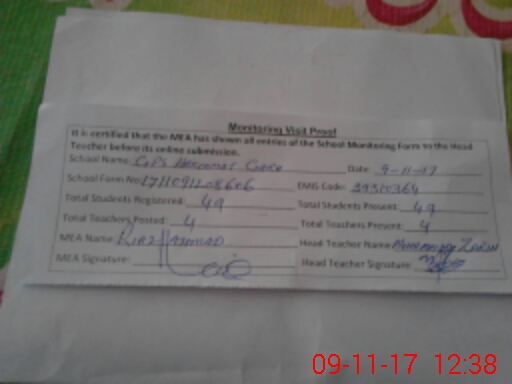 Monitoring Visit Proof
It is certified that the MEA has shown all entries of the School Monitoring Form to the Head
Teacher before its online submission.
School Name: GPS Date: 9-11-17
School Form No: EMIS Code:
Total Students Registered: 49 Total Students Present: 49
Total Teachers Posted: 4 Total Teachers Present: 4
MEA Name: Riaz Ahmad Head Teacher Name:
MEA Signature: Head Teacher Signature:
09-11-17 12:38